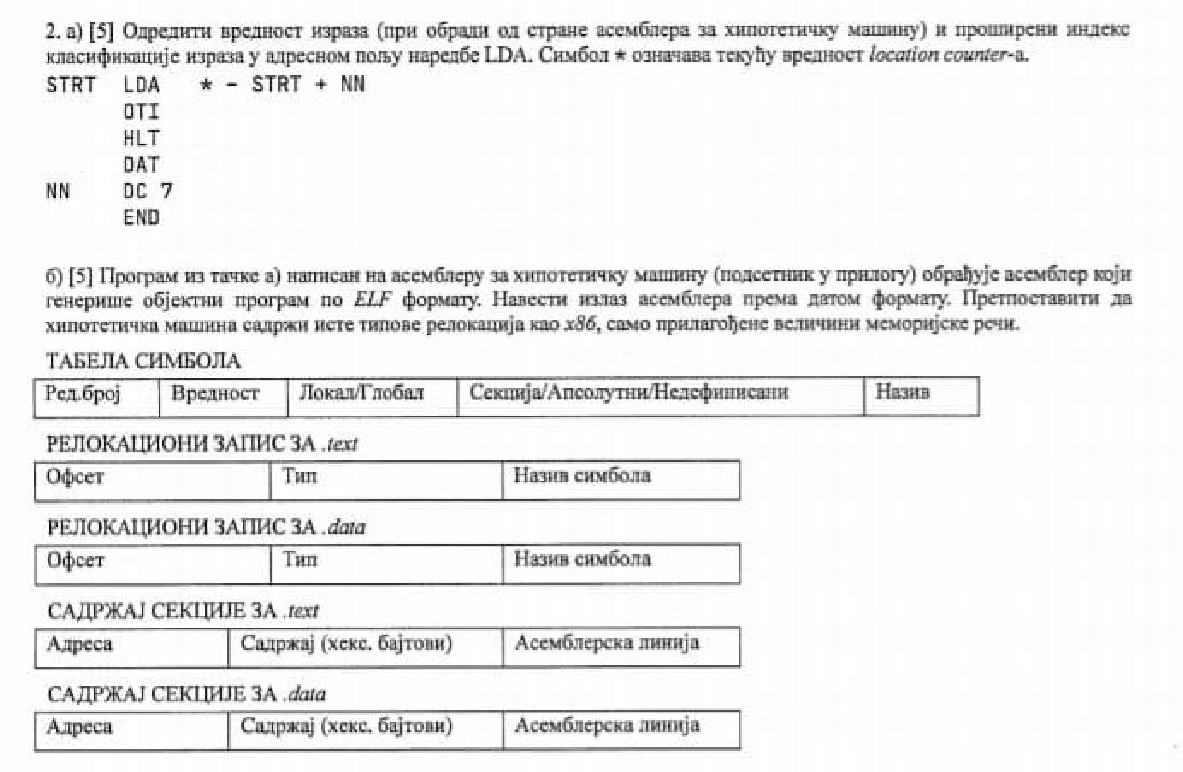 2. а) [5] Одредити вредност израза (при обради од стране асемблера за хипотетичку машину) и проширени индекс
класификације израза у адресном пољу наредбе LDA. Симбол * означава текућу вредност location counter-а.
STRT LDA * - STRT + NN
OTI
HLT
DAT
NN DC 7
END
б) [5] Програм из тачке а) написан на асемблеру за хипотетичку машину (подсетник у прилогу) обрађује асемблер који
генерише објектни програм по ELF формату. Навести излаз асемблера према датом формату. Претпоставити да
хипотетичка машина садржи исте типове релокација као x86, само прилагођене величини меморијске речи.
ТАБЕЛА СИМБОЛА
Ред.број Вредност Локал/Глобал Секција/Апсолутни/Недефинисани Назив
РЕЛОКАЦИОНИ ЗАПИС ЗА .text
Офсет Тип Назив симбола
РЕЛОКАЦИОНИ ЗАПИС ЗА .data
Офсет Тип Назив симбола
САДРЖАЈ СЕКЦИЈЕ ЗА .text
Адреса Садржај (хекс. бајтови) Асемблерска линија
САДРЖАЈ СЕКЦИЈЕ ЗА .data
Адреса Садржај (хекс. бајтови) Асемблерска линија